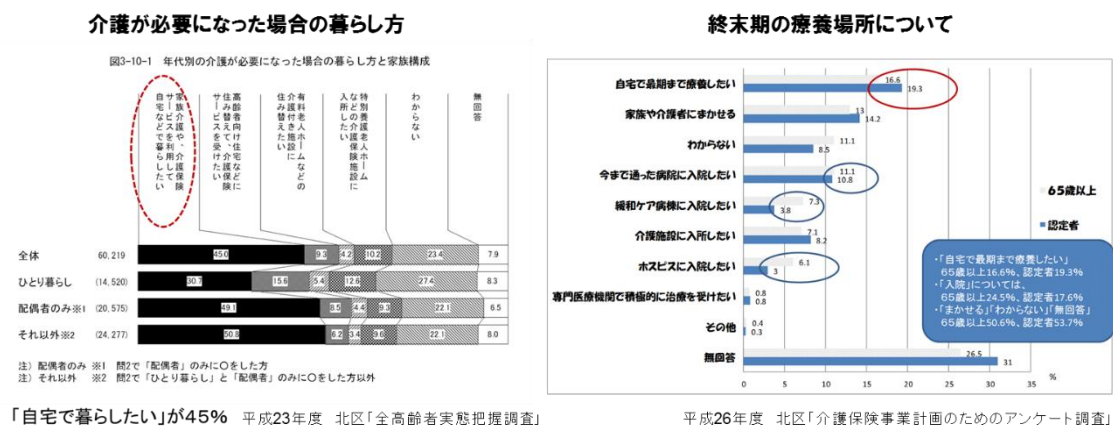 介護が必要になった場合の暮らし方
図3-10-1 年代別の介護が必要になった場合の暮らし方と家族構成
家族介護や、介護保険
サービスを利用して
自宅などで暮らしたい
高齢者向け住宅などに
住み替えて、介護保険
サービスを受けたい
有料老人ホームなどの
介護付き施設に
住み替えたい
特別養護老人ホーム
などの介護保険施設に
入所したい
わからない
無回答
全体 60,219 45.0 9.3 4.2 10.2 23.4 7.9
ひとり暮らし (14,520) 30.7 15.6 5.4 12.6 27.4 8.3
配偶者のみ※1 (20,575) 49.1 8.5 4.4 9.3 22.1 6.5
それ以外※2 (24,277) 50.8 6.2 3.4 9.6 22.1 8.0
注）配偶者のみ ※1 問2で「配偶者」のみに○をした方
注）それ以外 ※2 問2で「ひとり暮らし」と「配偶者」のみに○をした方以外
「自宅で暮らしたい」が45% 平成23年度 北区「全高齢者実態把握調査」
終末期の療養場所について
自宅で最期まで療養したい 16.6 19.3
家族や介護者にまかせる 13 14.2
わからない 11.1 8.5
今まで通った病院に入院したい 11.1 10.8
緩和ケア病棟に入院したい 7.3 3.8
介護施設に入所したい 7.1 8.2
ホスピスに入院したい 6.1 3
専門医療機関で積極的に治療を受けたい 0.8 0.8
その他 0.4 0.3
無回答 26.5 31
0 5 10 15 20 25 30 35 %
65歳以上
認定者
・「自宅で最期まで療養したい」
65歳以上16.6%、認定者19.3%
・「入院」については、
65歳以上24.5%、認定者17.6%
・「まかせる」「わからない」「無回答」
65歳以上50.6%、認定者53.7%
平成26年度 北区「介護保険事業計画のためのアンケート調査」